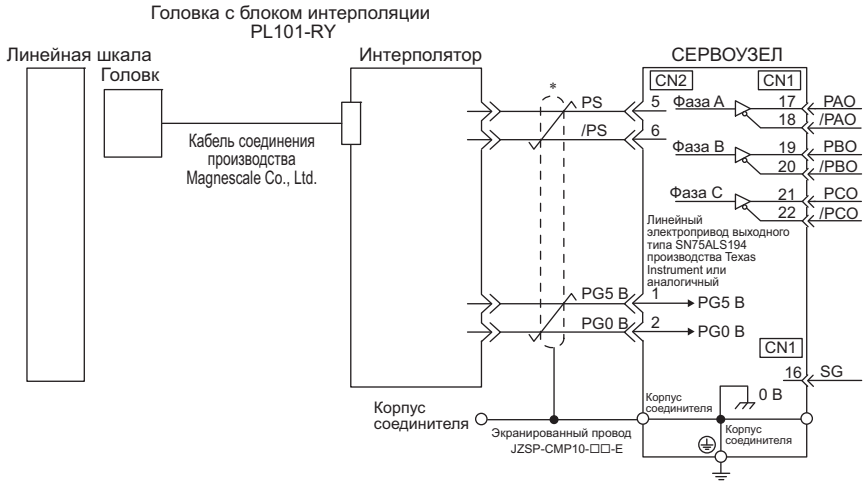 Головка с блоком интерполяции
PL101-RY
Линейная шкала
Головк
Интерполятор
СЕРВОУЗЕЛ
Кабель соединения
производства
Magnescale Co., Ltd.
*
PS
/PS
CN2
CN1
5
6
Фаза A
17
PAO
18
/PAO
Фаза B
19
PBO
20
/PBO
Фаза C
21
PCO
22
/PCO
Линейный
электропривод выходного
типа SN75ALS194
производства Texas
Instrument или
аналогичный
PG5 В
1
PG5 В
PG0 В
2
PG0 В
CN1
16
SG
0 В
Корпус
соединителя
Экранированный провод
JZSP-CMP10-□□-E
Корпус
соединителя
Корпус
соединителя